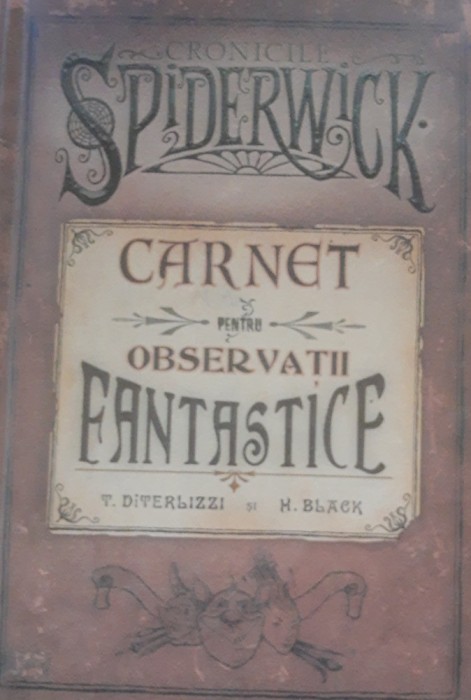 CRONICILE
SPIDERWICK
CARNET
PENTRU
OBSERVAȚII
FANTASTICE
T. DITERLIZZI ȘI H. BLACK